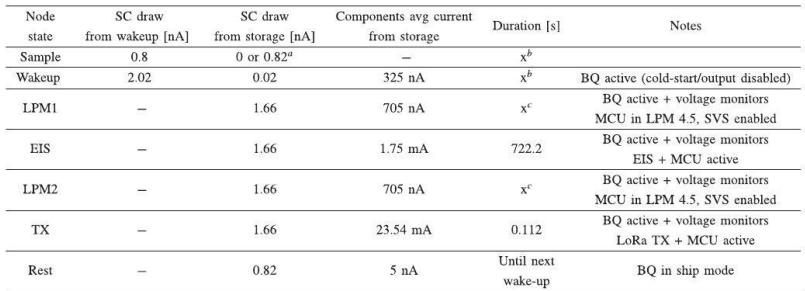 Node state | SC draw from wakeup [nA] | SC draw from storage [nA] | Components avg current from storage | Duration [s] | Notes
Sample | 0.8 | 0 or 0.82ᵃ | – | xᵇ |
Wakeup | 2.02 | 0.02 | 325 nA | xᵇ | BQ active (cold-start/output disabled)
LPM1 | – | 1.66 | 705 nA | xᶜ | BQ active + voltage monitors
MCU in LPM 4.5, SVS enabled
EIS | – | 1.66 | 1.75 mA | 722.2 | BQ active + voltage monitors
EIS + MCU active
LPM2 | – | 1.66 | 705 nA | xᶜ | BQ active + voltage monitors
MCU in LPM 4.5, SVS enabled
TX | – | 1.66 | 23.54 mA | 0.112 | BQ active + voltage monitors
LoRa TX + MCU active
Rest | – | 0.82 | 5 nA | Until next wake-up | BQ in ship mode